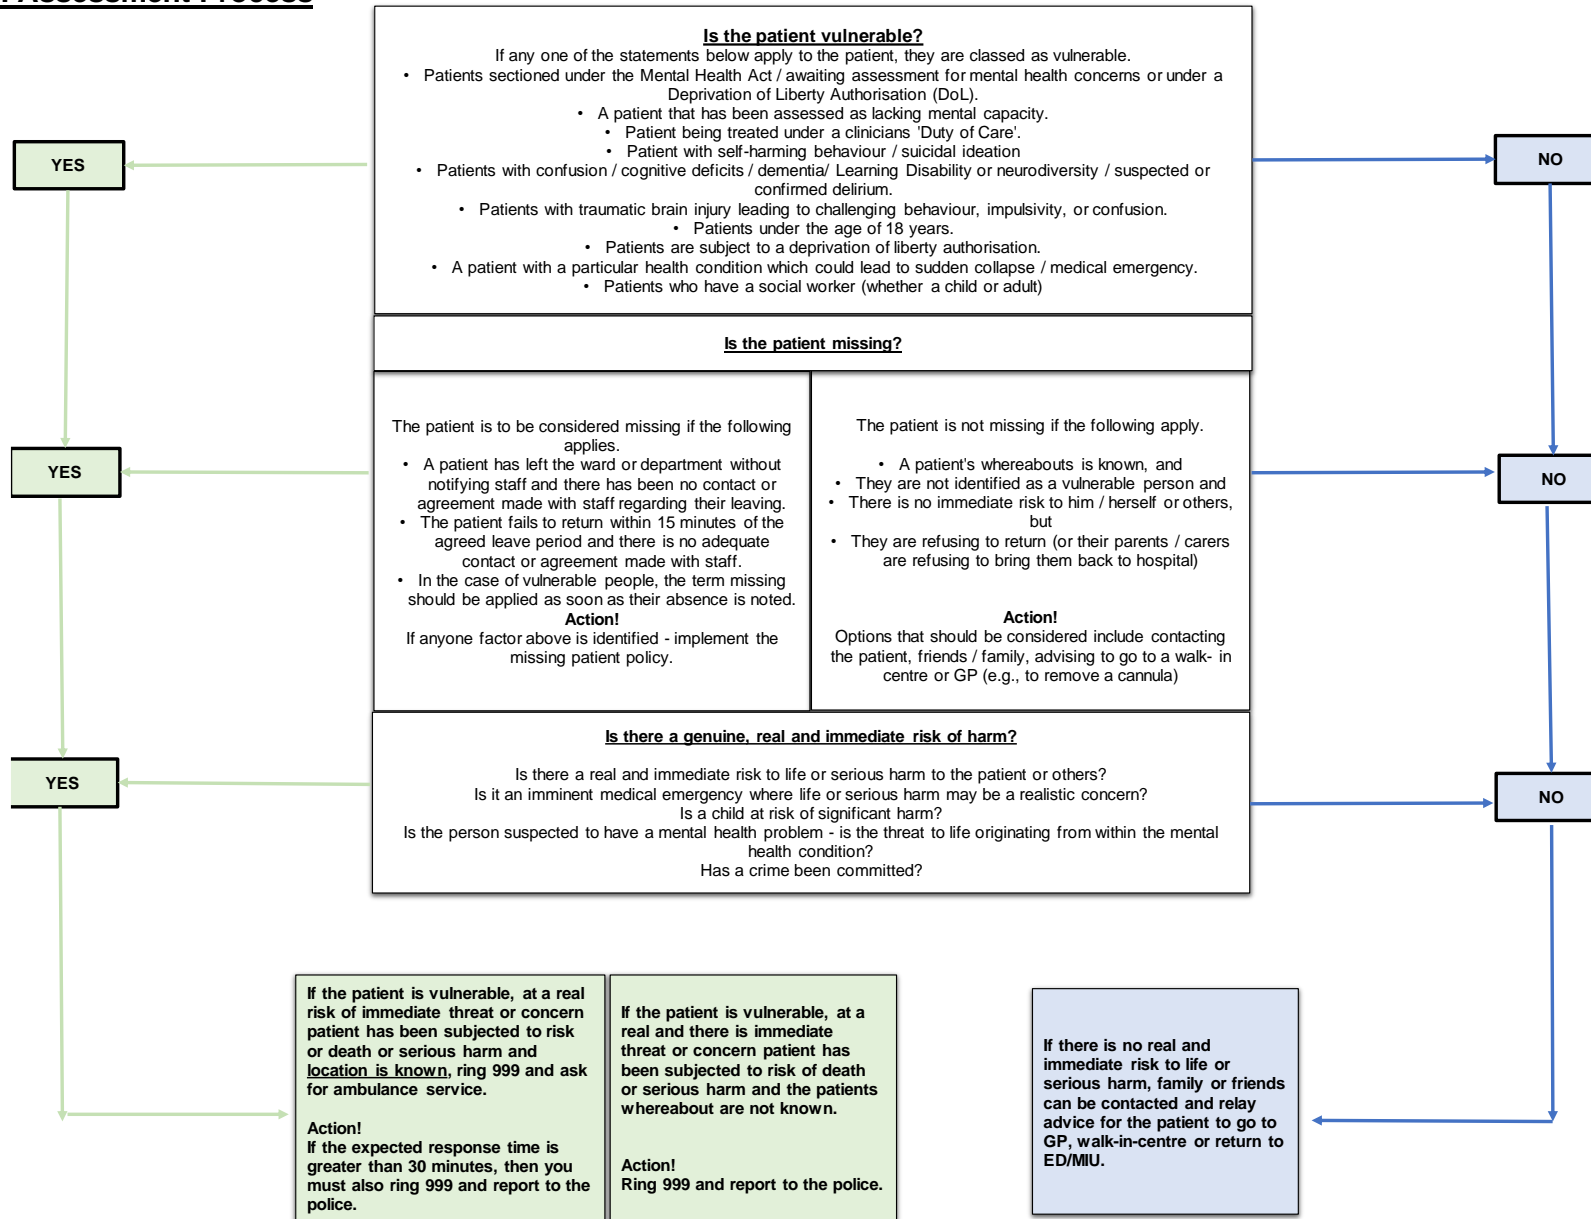 Assessment Process
Is the patient vulnerable?
If any one of the statements below apply to the patient, they are classed as vulnerable.
• Patients sectioned under the Mental Health Act / awaiting assessment for mental health concerns or under a
Deprivation of Liberty Authorisation (DoL).
• A patient that has been assessed as lacking mental capacity.
• Patient being treated under a clinicians 'Duty of Care'.
• Patient with self-harming behaviour / suicidal ideation
• Patients with confusion / cognitive deficits / dementia/ Learning Disability or neurodiversity / suspected or
confirmed delirium.
• Patients with traumatic brain injury leading to challenging behaviour, impulsivity, or confusion.
• Patients under the age of 18 years.
• Patients are subject to a deprivation of liberty authorisation.
• A patient with a particular health condition which could lead to sudden collapse / medical emergency.
• Patients who have a social worker (whether a child or adult)
YES
NO
Is the patient missing?
The patient is to be considered missing if the following
applies.
• A patient has left the ward or department without
notifying staff and there has been no contact or
agreement made with staff regarding their leaving.
• The patient fails to return within 15 minutes of the
agreed leave period and there is no adequate
contact or agreement made with staff.
• In the case of vulnerable people, the term missing
should be applied as soon as their absence is noted.
Action!
If anyone factor above is identified - implement the
missing patient policy.
The patient is not missing if the following apply.
• A patient's whereabouts is known, and
• They are not identified as a vulnerable person and
• There is no immediate risk to him / herself or others,
but
• They are refusing to return (or their parents / carers
are refusing to bring them back to hospital)
Action!
Options that should be considered include contacting
the patient, friends / family, advising to go to a walk- in
centre or GP (e.g., to remove a cannula)
YES
NO
Is there a genuine, real and immediate risk of harm?
Is there a real and immediate risk to life or serious harm to the patient or others?
Is it an imminent medical emergency where life or serious harm may be a realistic concern?
Is a child at risk of significant harm?
Is the person suspected to have a mental health problem - is the threat to life originating from within the mental
health condition?
Has a crime been committed?
YES
NO
If the patient is vulnerable, at a real
risk of immediate threat or concern
patient has been subjected to risk
or death or serious harm and
location is known, ring 999 and ask
for ambulance service.
Action!
If the expected response time is
greater than 30 minutes, then you
must also ring 999 and report to the
police.
If the patient is vulnerable, at a
real and there is immediate
threat or concern patient has
been subjected to risk of death
or serious harm and the patients
whereabout are not known.
Action!
Ring 999 and report to the police.
If there is no real and
immediate risk to life or
serious harm, family or friends
can be contacted and relay
advice for the patient to go to
GP, walk-in-centre or return to
ED/MIU.